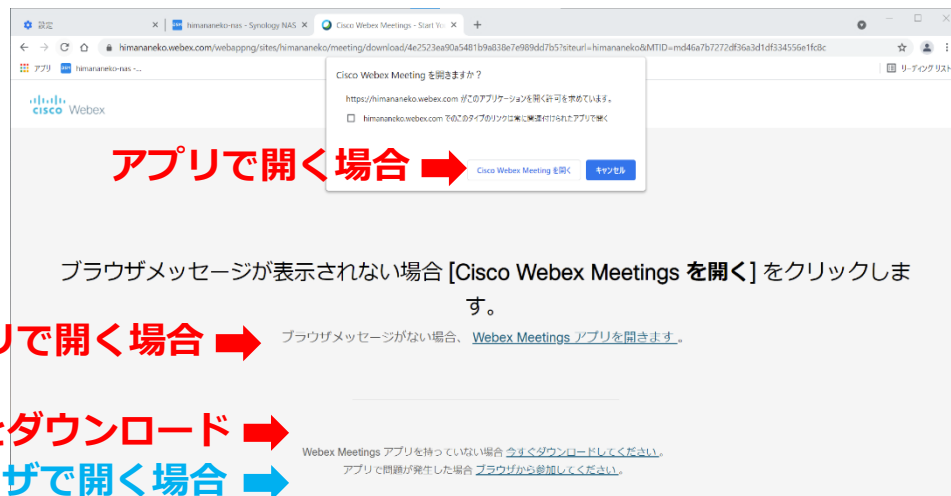 設定
himananeko-nas - Synology NAS
Cisco Webex Meetings - Start Yo
himananeko.webex.com/webappng/sites/himananeko/meeting/download/4e2523ea90a5481b9a838e7e989dd7b5?siteurl=himananeko&MTID=md46a7b7272df36a3d1df334556e1fc8c
アプリ himananeko-nas -...
リーディング リスト
cisco Webex
Cisco Webex Meeting を開きますか？
https://himananeko.webex.com がこのアプリケーションを開く許可を求めています。
himananeko.webex.com でのこのタイプのリンクは常に関連付けられたアプリで開く
アプリで開く場合
Cisco Webex Meeting を開く キャンセル
ブラウザメッセージが表示されない場合 [Cisco Webex Meetings を開く] をクリックしま
す。
リで開く場合
ブラウザメッセージがない場合、 Webex Meetings アプリを開きます 。
ダウンロード
Webex Meetings アプリを持っていない場合 今すぐダウンロードしてください 。
ザで開く場合
アプリで問題が発生した場合 ブラウザから参加してください 。